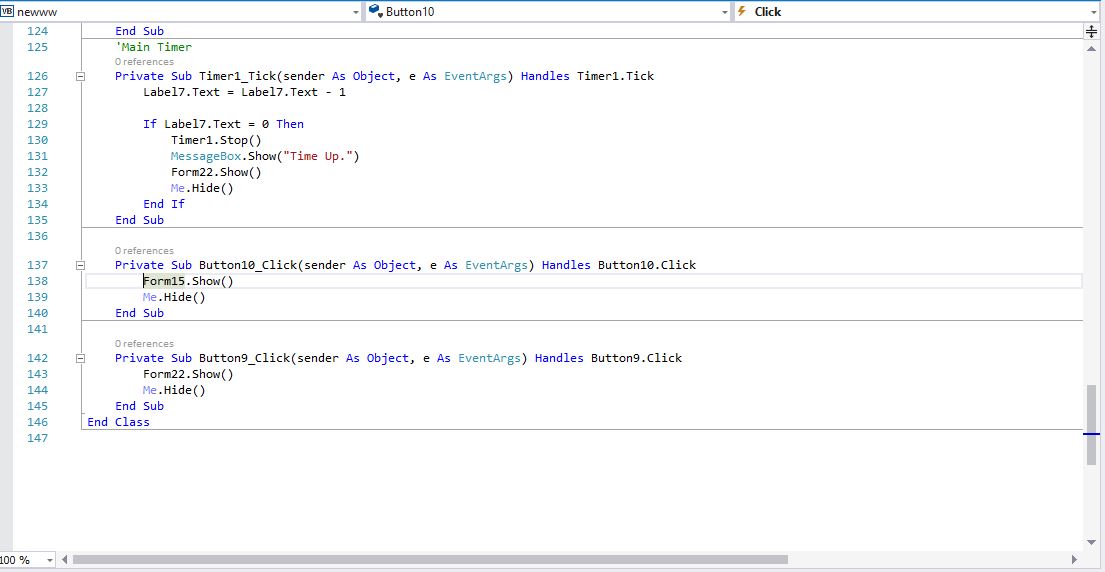 newww Button10 Click
124 End Sub
125 'Main Timer
0 references
126 Private Sub Timer1_Tick(sender As Object, e As EventArgs) Handles Timer1.Tick
127 Label7.Text = Label7.Text - 1
128
129 If Label7.Text = 0 Then
130 Timer1.Stop()
131 MessageBox.Show("Time Up.")
132 Form22.Show()
133 Me.Hide()
134 End If
135 End Sub
136
0 references
137 Private Sub Button10_Click(sender As Object, e As EventArgs) Handles Button10.Click
138 Form15.Show()
139 Me.Hide()
140 End Sub
141
0 references
142 Private Sub Button9_Click(sender As Object, e As EventArgs) Handles Button9.Click
143 Form22.Show()
144 Me.Hide()
145 End Sub
146 End Class
147
100 %